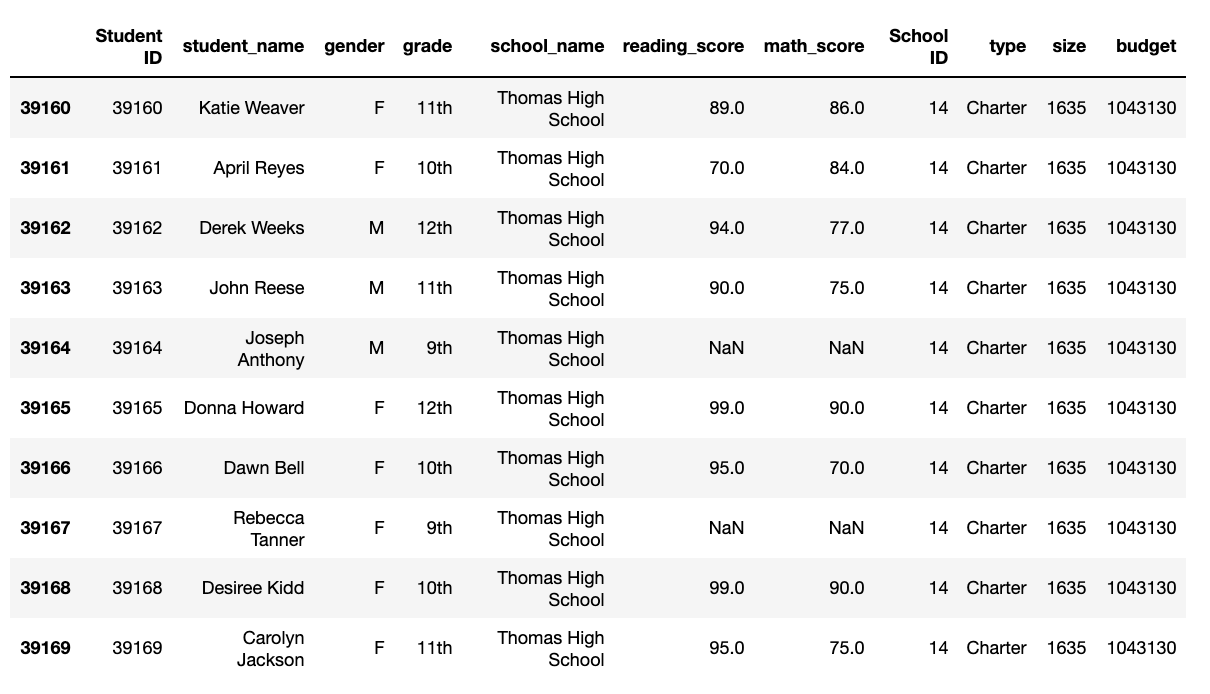 Student ID student_name gender grade school_name reading_score math_score School ID type size budget
39160 39160 Katie Weaver F 11th Thomas High School 89.0 86.0 14 Charter 1635 1043130
39161 39161 April Reyes F 10th Thomas High School 70.0 84.0 14 Charter 1635 1043130
39162 39162 Derek Weeks M 12th Thomas High School 94.0 77.0 14 Charter 1635 1043130
39163 39163 John Reese M 11th Thomas High School 90.0 75.0 14 Charter 1635 1043130
39164 39164 Joseph Anthony M 9th Thomas High School NaN NaN 14 Charter 1635 1043130
39165 39165 Donna Howard F 12th Thomas High School 99.0 90.0 14 Charter 1635 1043130
39166 39166 Dawn Bell F 10th Thomas High School 95.0 70.0 14 Charter 1635 1043130
39167 39167 Rebecca Tanner F 9th Thomas High School NaN NaN 14 Charter 1635 1043130
39168 39168 Desiree Kidd F 10th Thomas High School 99.0 90.0 14 Charter 1635 1043130
39169 39169 Carolyn Jackson F 11th Thomas High School 95.0 75.0 14 Charter 1635 1043130